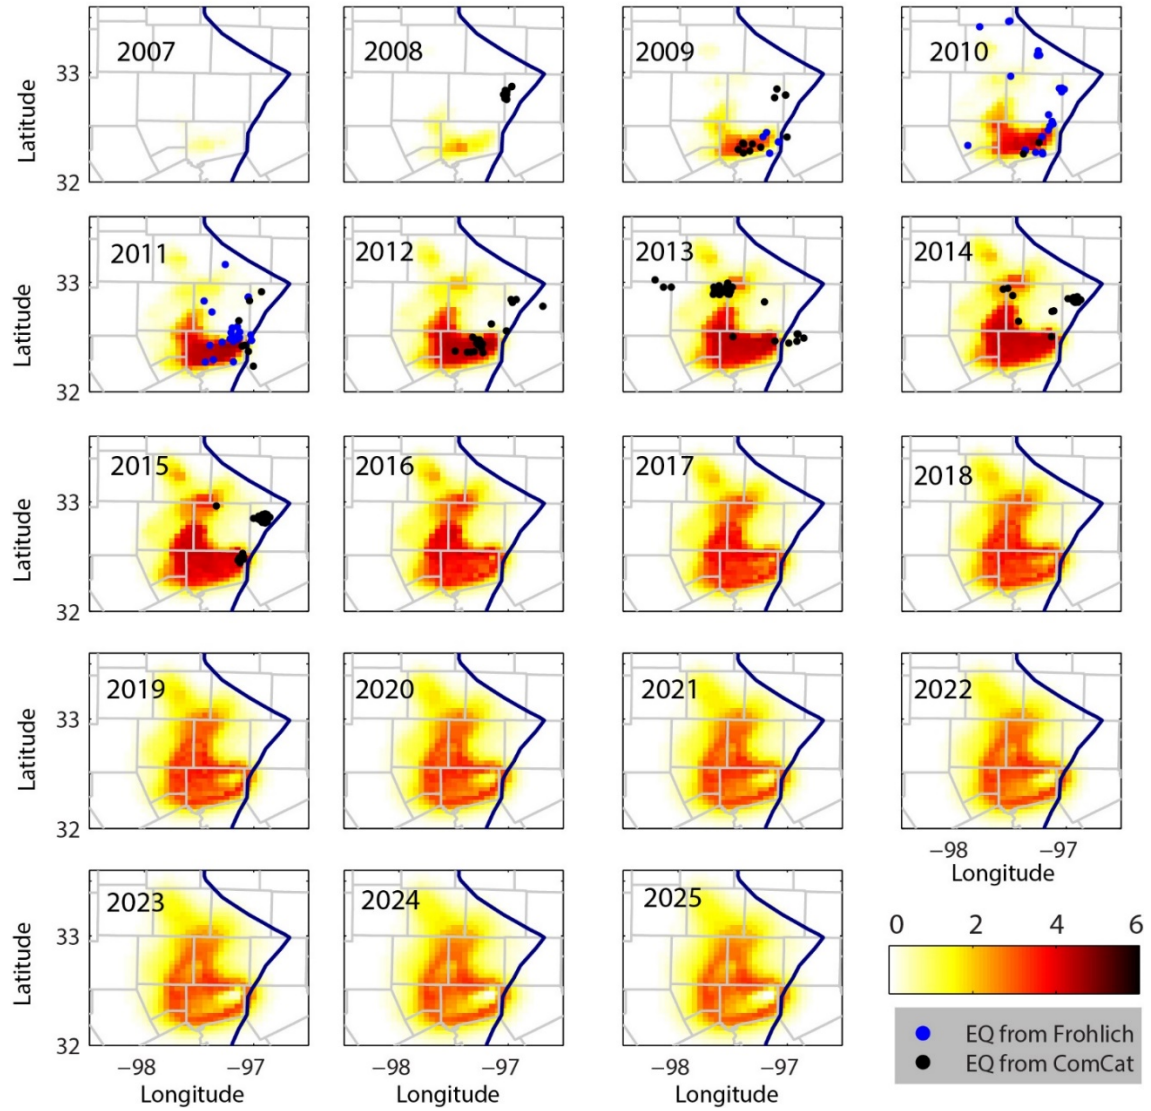 2007
2008
2009
2010
Latitude
33
32
2011
2012
2013
2014
Latitude
33
32
2015
2016
2017
2018
Latitude
33
32
2019
2020
2021
2022
Latitude
33
32
−98 −97
Longitude
2023
2024
2025
Latitude
33
32
−98 −97
Longitude
−98 −97
Longitude
−98 −97
Longitude
0 2 4 6
EQ from Frohlich
EQ from ComCat